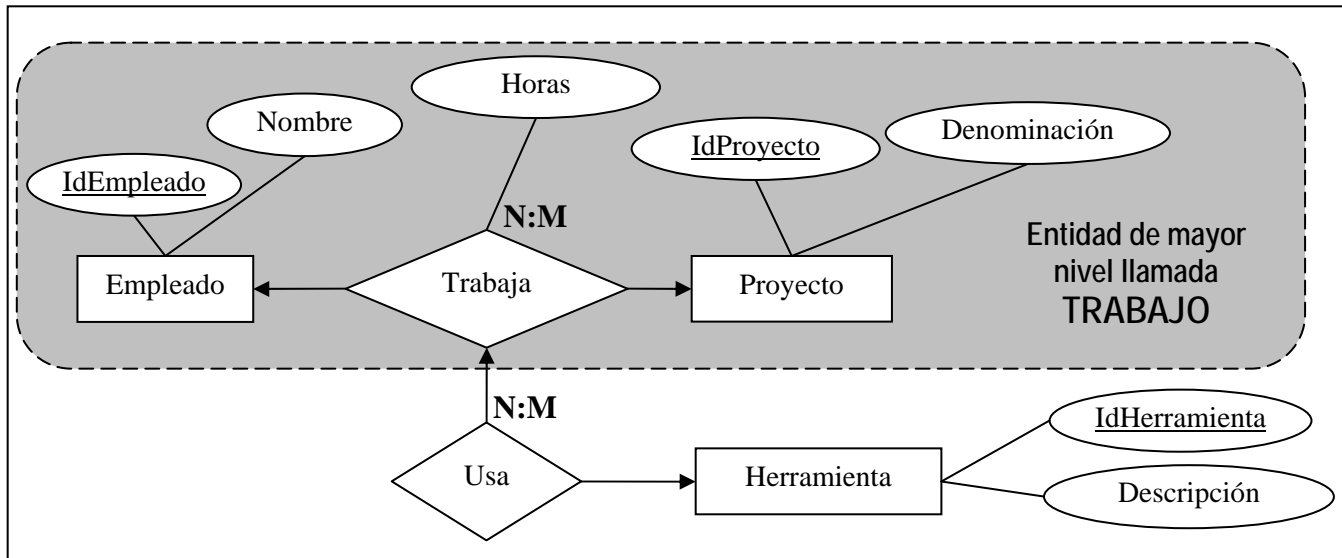 Horas
Nombre
Denominación
IdProyecto
IdEmpleado
N:M
Entidad de mayor
nivel llamada
TRABAJO
Empleado
Trabaja
Proyecto
N:M
IdHerramienta
Usa
Herramienta
Descripción